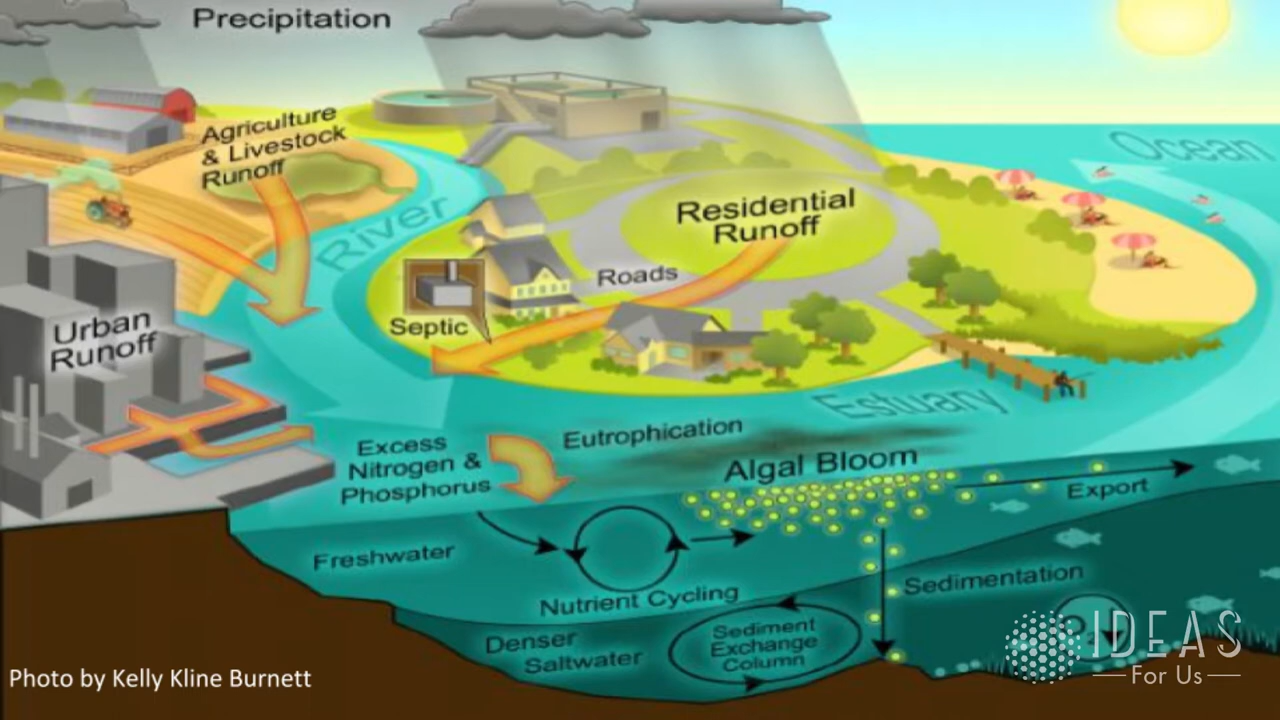 Precipitation
Agriculture
& Livestock
Runoff
River
Ocean
Residential
Runoff
Roads
Septic
Urban
Runoff
Estuary
Excess
Nitrogen &
Phosphorus
Eutrophication
Algal Bloom
Export
Freshwater
Nutrient Cycling
Sedimentation
Denser
Saltwater
Sediment
Exchange
Column
IDEAS
For Us
Photo by Kelly Kline Burnett